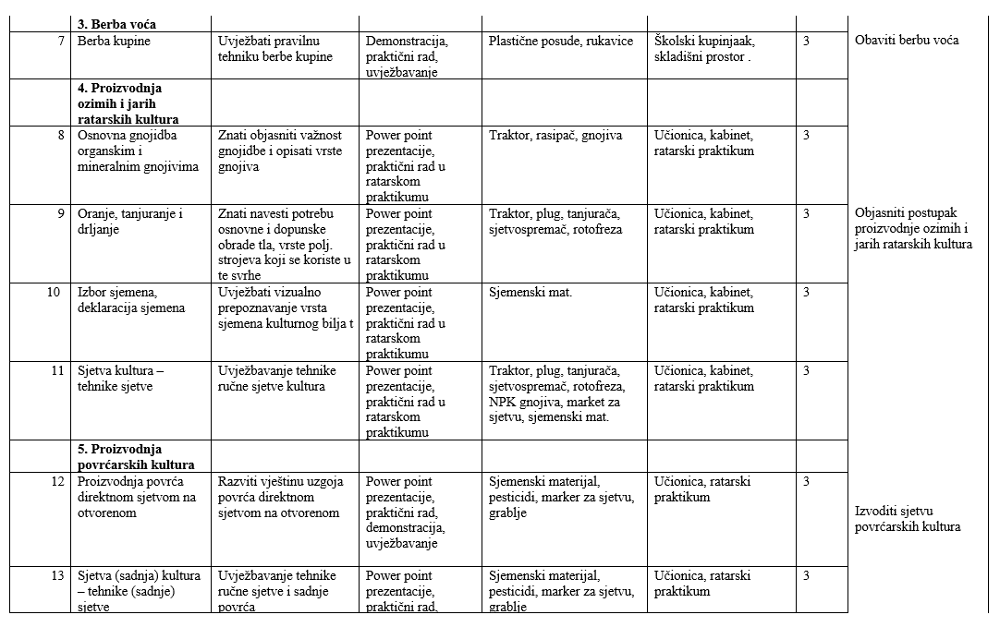 3. Berba voća
7
Berba kupine
Uvježbati pravilnu
tehniku berbe kupine
Demonstracija,
praktični rad,
uvježbavanje
Plastične posude, rukavice
Školski kupinjaak,
skladišni prostor .
3
Obaviti berbu voća
4. Proizvodnja
ozimih i jarih
ratarskih kultura
8
Osnovna gnojidba
organskim i
mineralnim gnojivima
Znati objasniti važnost
gnojidbe i opisati vrste
gnojiva
Power point
prezentacije,
praktični rad u
ratarskom
praktikumu
Traktor, rasipač, gnojiva
Učionica, kabinet,
ratarski praktikum
3
9
Oranje, tanjuranje i
drljanje
Znati navesti potrebu
osnovne i dopunske
obrade tla, vrste polj.
strojeva koji se koriste u
te svrhe
Power point
prezentacije,
praktični rad u
ratarskom
praktikumu
Traktor, plug, tanjurača,
sjetvospremač, rotofreza
Učionica, kabinet,
ratarski praktikum
3
Objasniti postupak
proizvodnje ozimih i
jarih ratarskih kultura
10
Izbor sjemena,
deklaracija sjemena
Uvježbati vizualno
prepoznavanje vrsta
sjemena kulturnog bilja t
Power point
prezentacije,
praktični rad u
ratarskom
praktikumu
Sjemenski mat.
Učionica, kabinet,
ratarski praktikum
3
11
Sjetva kultura –
tehnike sjetve
Uvježbavanje tehnike
ručne sjetve kultura
Power point
prezentacije,
praktični rad u
ratarskom
praktikumu
Traktor, plug, tanjurača,
sjetvospremač, rotofreza,
NPK gnojiva, market za
sjetvu, sjemenski mat.
Učionica, kabinet,
ratarski praktikum
3
5. Proizvodnja
povrćarskih kultura
12
Proizvodnja povrća
direktnom sjetvom na
otvorenom
Razviti vještinu uzgoja
povrća direktnom
sjetvom na otvorenom
Power point
prezentacije,
praktični rad,
demonstracija,
uvježbavanje
Sjemenski materijal,
pesticidi, marker za sjetvu,
grablje
Učionica, ratarski
praktikum
3
Izvoditi sjetvu
povrćarskih kultura
13
Sjetva (sadnja) kultura
– tehnike (sadnje)
sjetve
Uvježbavanje tehnike
ručne sjetve i sadnje
povrća
Power point
prezentacije,
praktični rad,
Sjemenski materijal,
pesticidi, marker za sjetvu,
grablje
Učionica, ratarski
praktikum
3